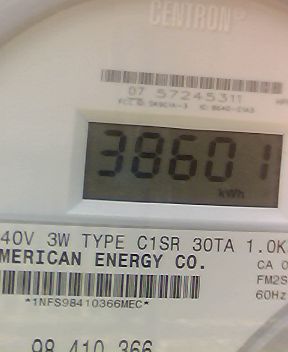 CENTRON
07 57245311
38601
kWh
40V 3W TYPE C1SR 30TA 1.0K
MERICAN ENERGY CO.
CA 0
FM2S
*1NFS98410366MEC*
60Hz
98 410 366